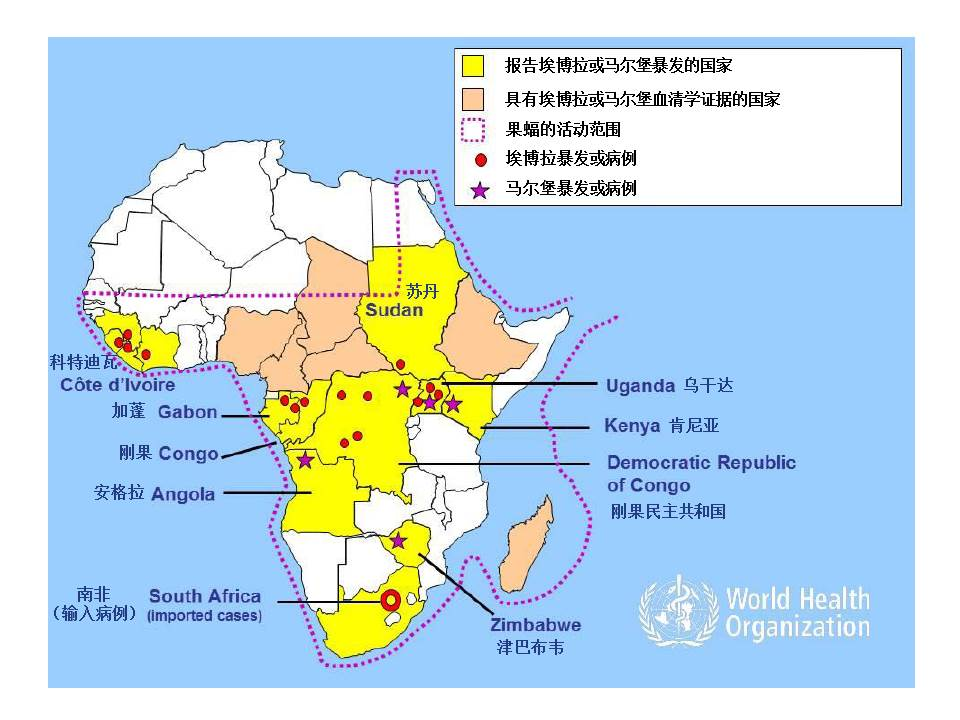 报告埃博拉或马尔堡暴发的国家
具有埃博拉或马尔堡血清学证据的国家
果蝠的活动范围
埃博拉暴发或病例
马尔堡暴发或病例
苏丹
Sudan
科特迪瓦
Côte d'Ivoire
加蓬 Gabon
刚果 Congo
安格拉 Angola
南非
（输入病例）
South Africa
(imported cases)
Uganda 乌干达
Kenya 肯尼亚
Democratic Republic
of Congo
刚果民主共和国
Zimbabwe
津巴布韦
World Health
Organization